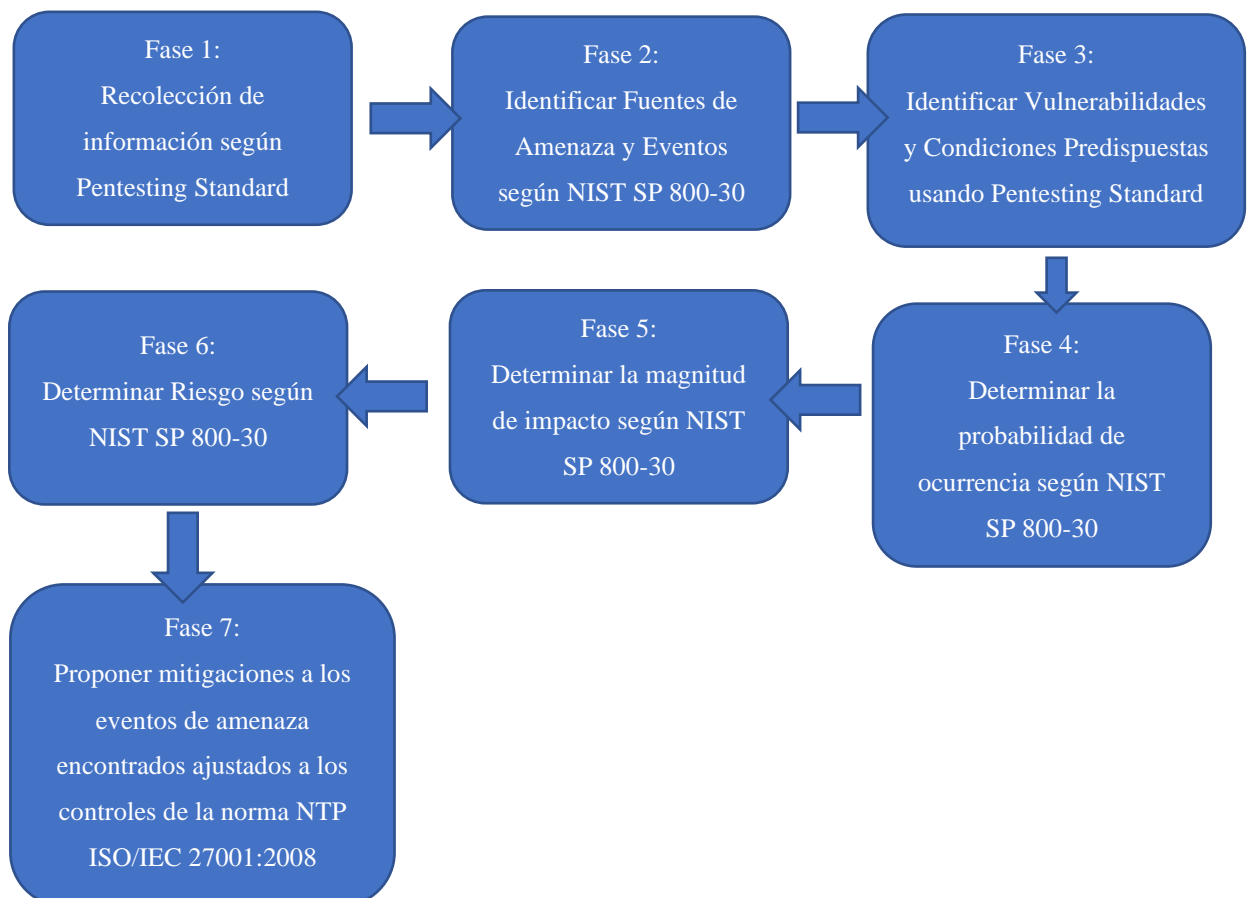 Fase 1:
Recolección de
información según
Pentesting Standard
Fase 2:
Identificar Fuentes de
Amenaza y Eventos
según NIST SP 800-30
Fase 3:
Identificar Vulnerabilidades
y Condiciones Predispuestas
usando Pentesting Standard
Fase 4:
Determinar la
probabilidad de
ocurrencia según NIST
SP 800-30
Fase 5:
Determinar la magnitud
de impacto según NIST
SP 800-30
Fase 6:
Determinar Riesgo según
NIST SP 800-30
Fase 7:
Proponer mitigaciones a los
eventos de amenaza
encontrados ajustados a los
controles de la norma NTP
ISO/IEC 27001:2008